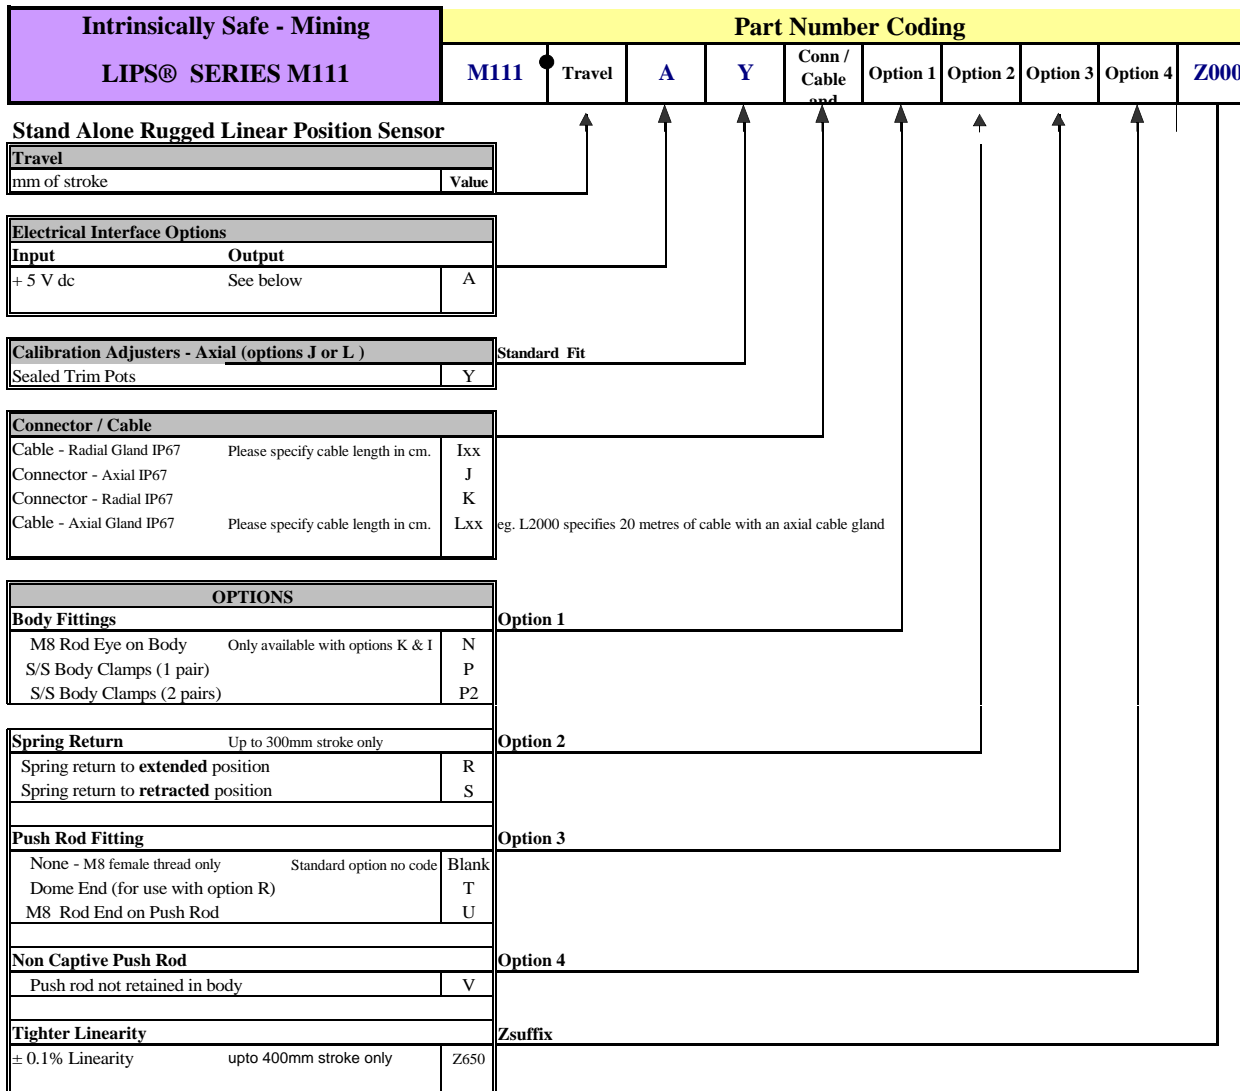 Intrinsically Safe - Mining
Part Number Coding
LIPS® SERIES M111
M111 Travel A Y Conn / Cable Option 1 Option 2 Option 3 Option 4 Z000
Stand Alone Rugged Linear Position Sensor
Travel
mm of stroke Value
Electrical Interface Options
Input Output
+ 5 V dc See below A
Calibration Adjusters - Axial (options J or L ) Standard Fit
Sealed Trim Pots Y
Connector / Cable
Cable - Radial Gland IP67 Please specify cable length in cm. Ixx
Connector - Axial IP67 J
Connector - Radial IP67 K
Cable - Axial Gland IP67 Please specify cable length in cm. Lxx eg. L2000 specifies 20 metres of cable with an axial cable gland
OPTIONS
Body Fittings Option 1
M8 Rod Eye on Body Only available with options K & I N
S/S Body Clamps (1 pair) P
S/S Body Clamps (2 pairs) P2
Spring Return Up to 300mm stroke only Option 2
Spring return to extended position R
Spring return to retracted position S
Push Rod Fitting Option 3
None - M8 female thread only Standard option no code Blank
Dome End (for use with option R) T
M8 Rod End on Push Rod U
Non Captive Push Rod Option 4
Push rod not retained in body V
Tighter Linearity Zsuffix
± 0.1% Linearity upto 400mm stroke only Z650